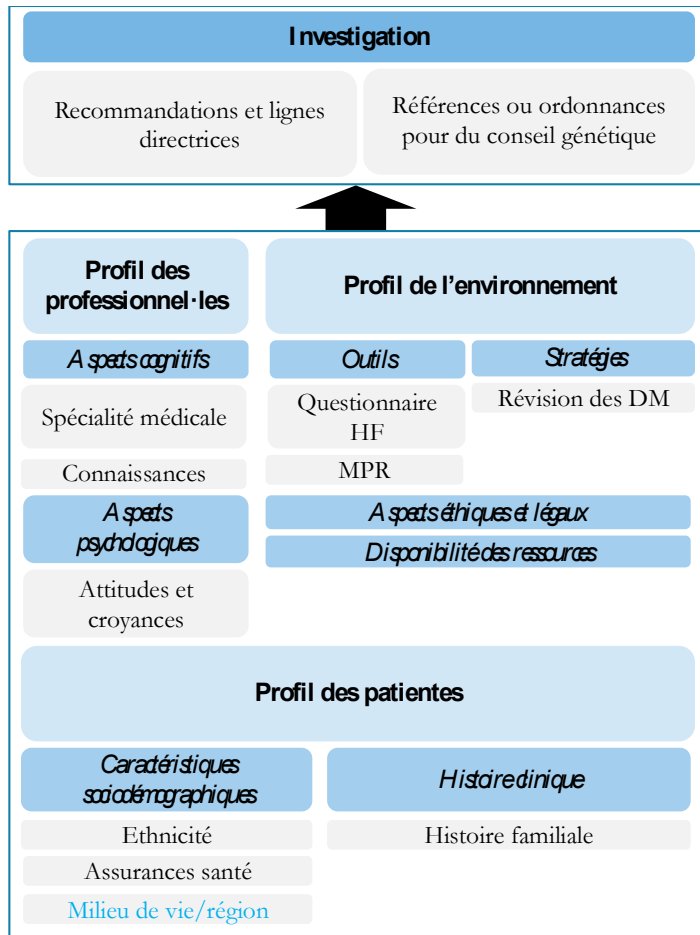 Investigation
Recommandations et lignes
directrices
Références ou ordonnances
pour du conseil génétique
Profil des
professionnel·les
Profil de l'environnement
Aspects cognitifs
Outils
Stratégies
Spécialité médicale
Questionnaire
HF
Révision des DM
Connaissances
MPR
Aspects
psychologiques
Aspects éthiques et légaux
Disponibilité des ressources
Attitudes et
croyances
Profil des patientes
Caractéristiques
sociodémographiques
Histoire clinique
Ethnicité
Histoire familiale
Assurances santé
Milieu de vie/région